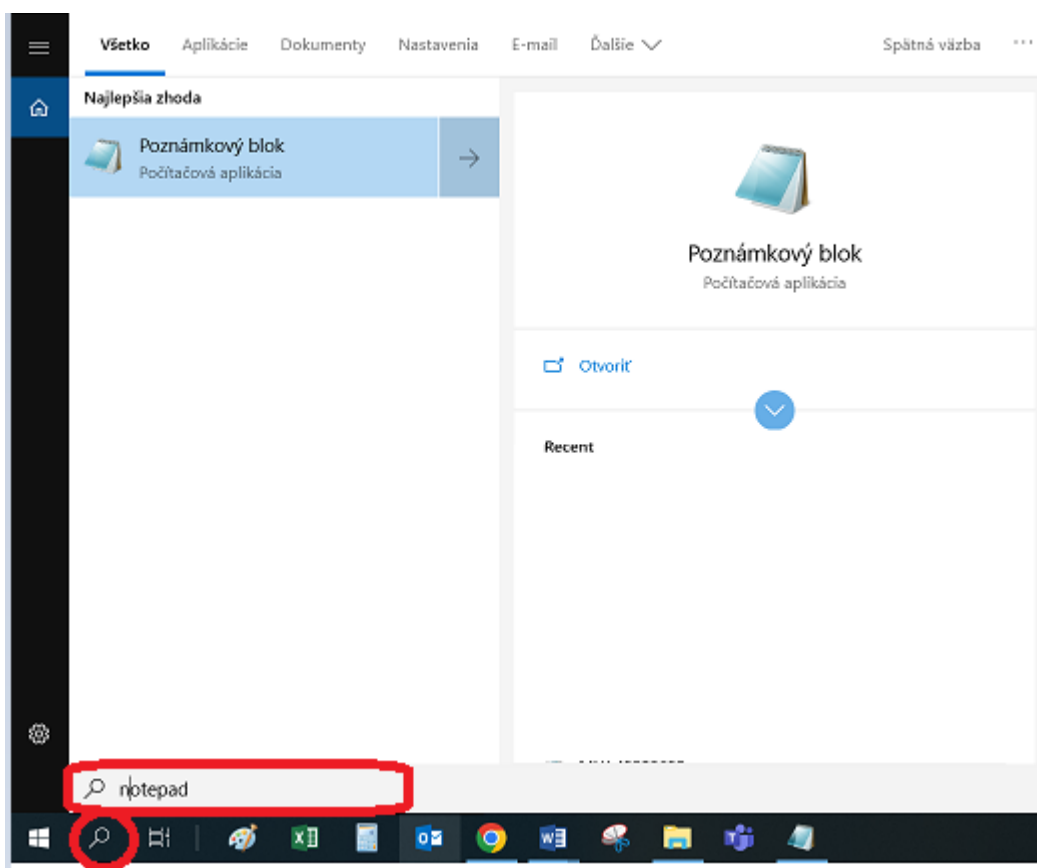 Všetko Aplikácie Dokumenty Nastavenia E-mail Ďalšie Spätná väzba ...
Najlepšia zhoda
Poznámkový blok
Počítačová aplikácia
Poznámkový blok
Počítačová aplikácia
Otvoriť
Recent
notepad